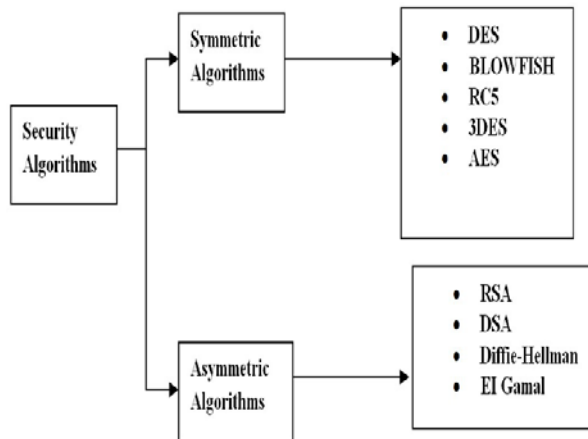 Security
Algorithms
Symmetric
Algorithms
• DES
• BLOWFISH
• RC5
• 3DES
• AES
Asymmetric
Algorithms
• RSA
• DSA
• Diffie-Hellman
• EI Gamal